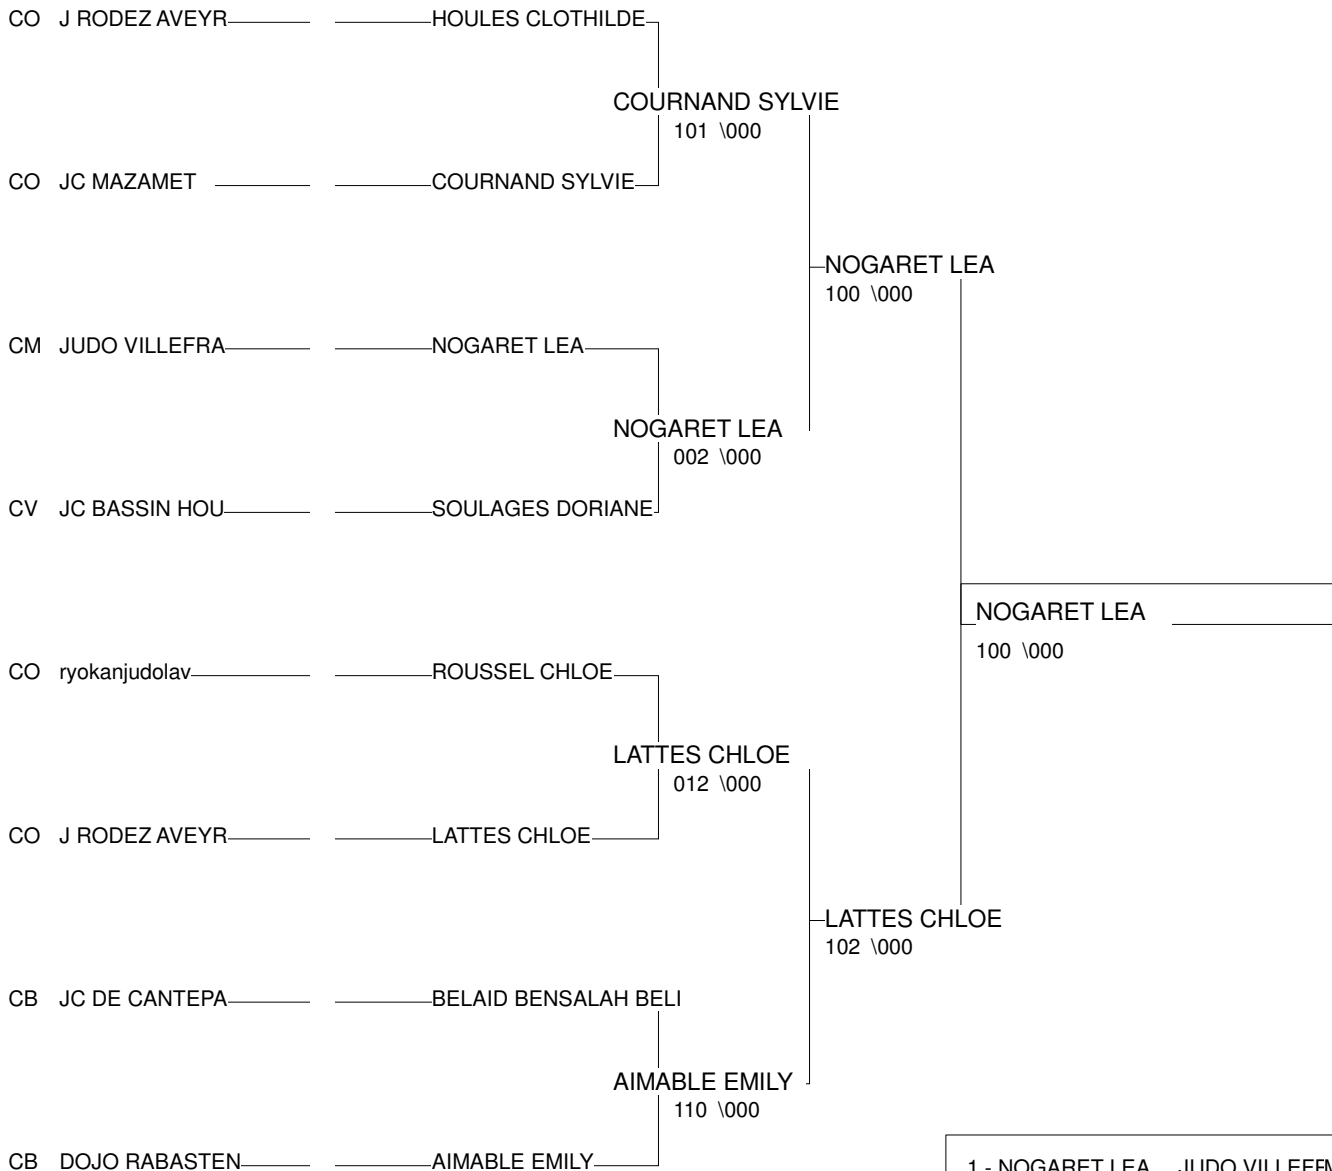 CO J RODEZ AVEYR HOULES CLOTHILDE
COURNAND SYLVIE
101 \000
CO JC MAZAMET COURNAND SYLVIE
NOGARET LEA
100 \000
CM JUDO VILLEFRA NOGARET LEA
NOGARET LEA
002 \000
CV JC BASSIN HOU SOULAGES DORIANE
NOGARET LEA
100 \000
CO ryokanjudolav ROUSSEL CHLOE
LATTES CHLOE
012 \000
CO J RODEZ AVEYR LATTES CHLOE
LATTES CHLOE
102 \000
CB JC DE CANTEPA BELAID BENSALAH BELI
AIMABLE EMILY
110 \000
CB DOJO RABASTEN AIMABLE EMILY
1 - NOGARET LEA JUDO